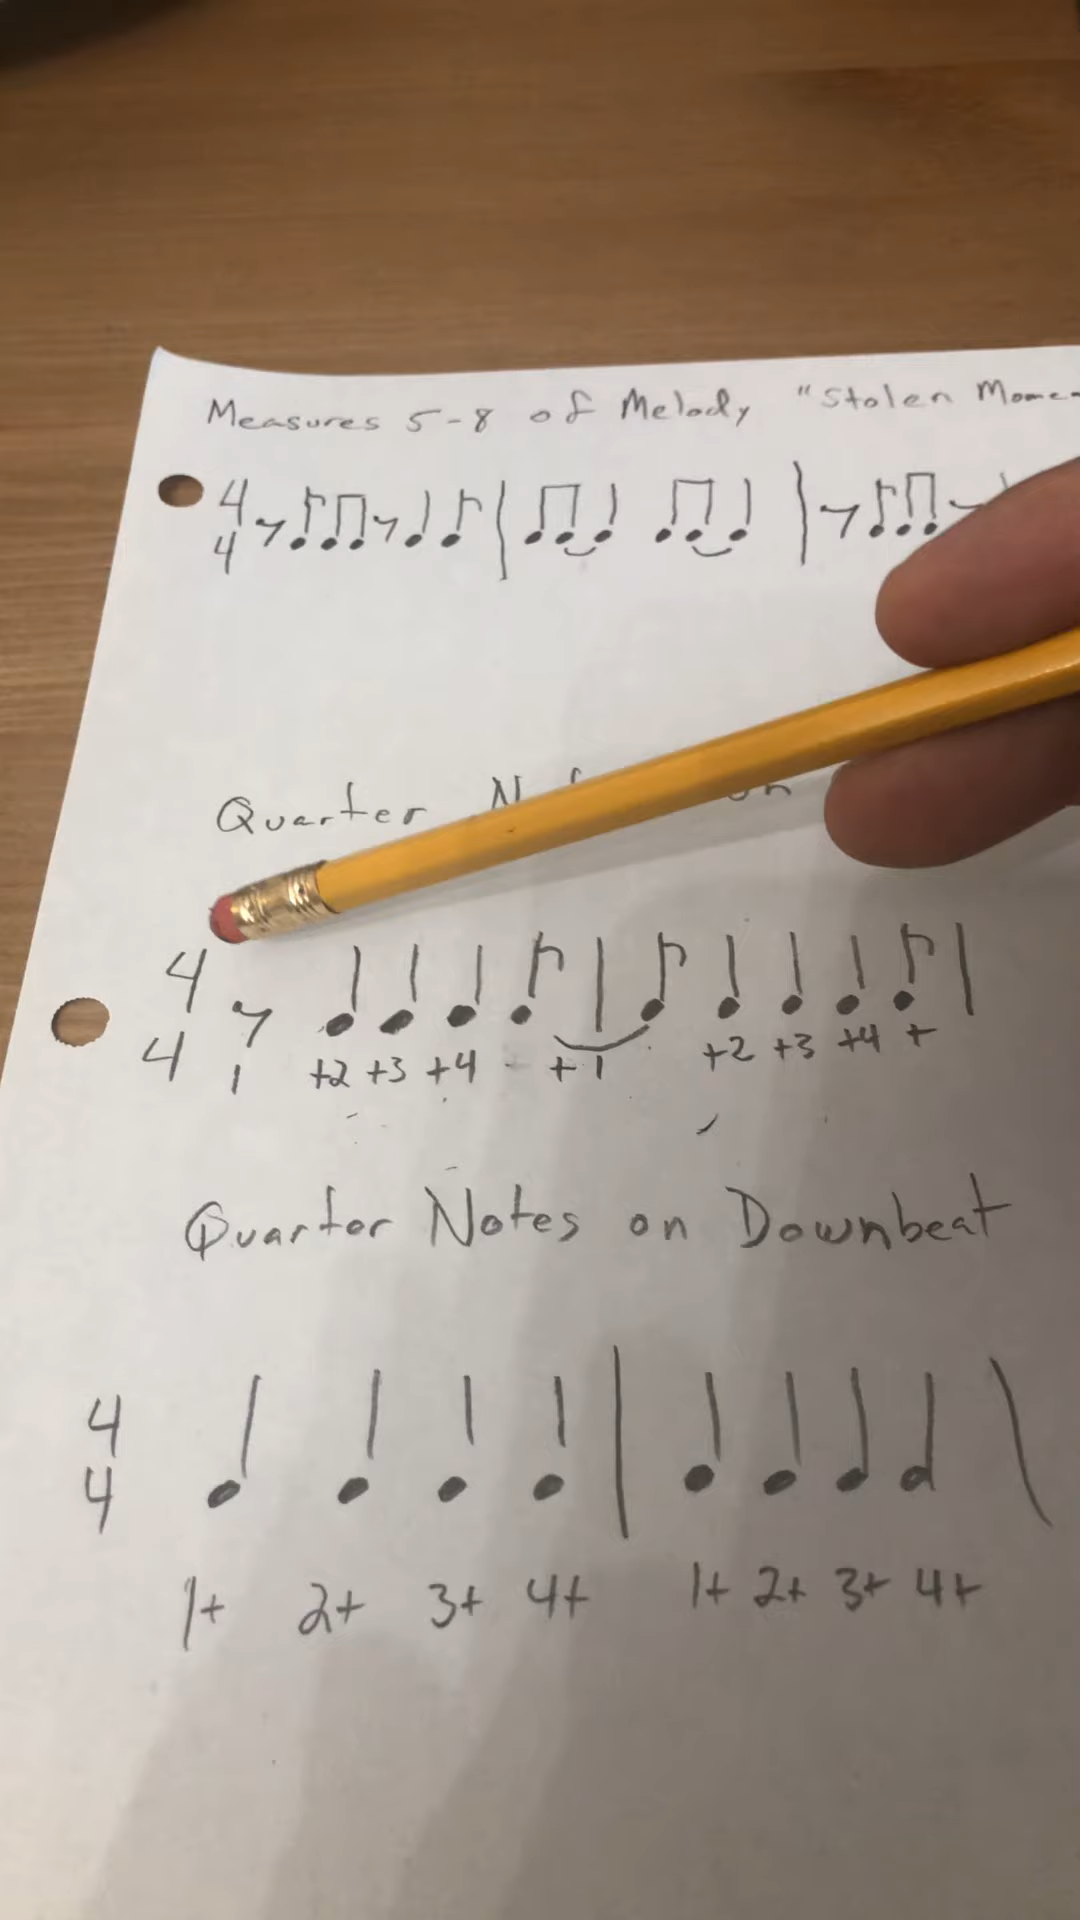 Measures 5-8 of Melody "Stolen
4
4
Quarter
4
4
1 +2 +3 +4 +1 +2 +3 +4 +
Quarter Notes on Downbeat
4
4
1+ 2+ 3+ 4+ 1+ 2+ 3+ 4+